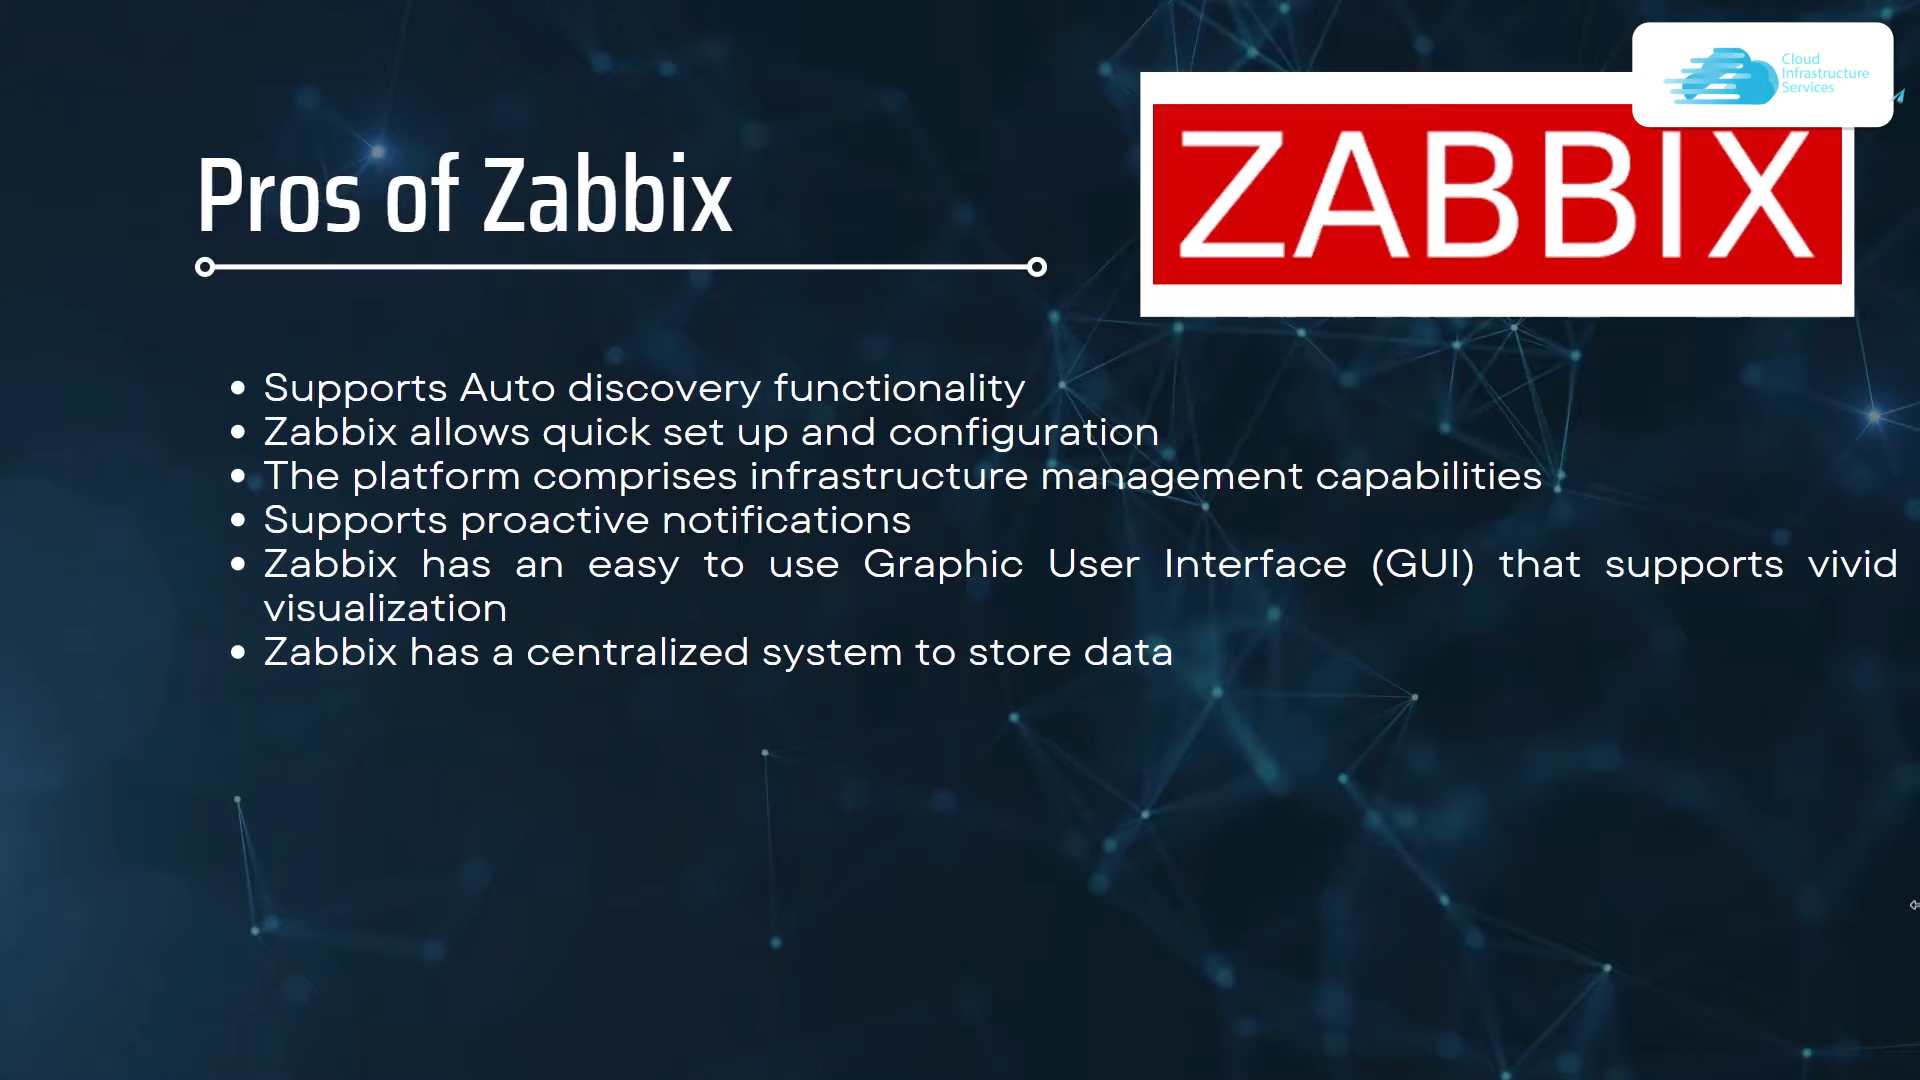 Cloud
Infrastructure
Services
ZABBIX
Pros of Zabbix
• Supports Auto discovery functionality
• Zabbix allows quick set up and configuration
• The platform comprises infrastructure management capabilities
• Supports proactive notifications
• Zabbix has an easy to use Graphic User Interface (GUI) that supports vivid
visualization
• Zabbix has a centralized system to store data